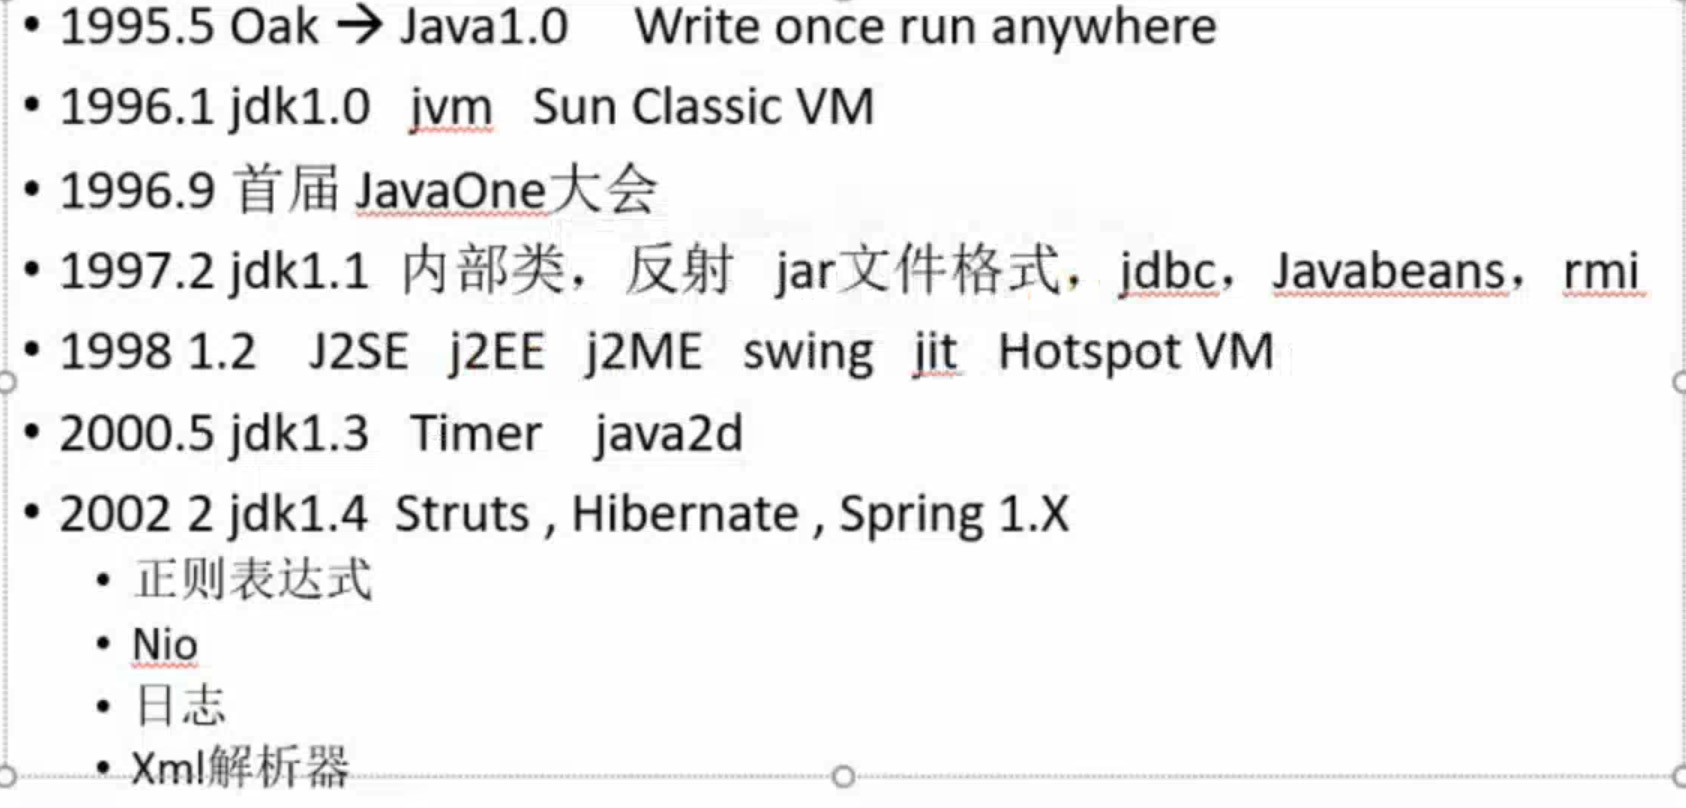 • 1995.5 Oak → Java1.0 Write once run anywhere
• 1996.1 jdk1.0 jvm Sun Classic VM
• 1996.9 首届 JavaOne大会
• 1997.2 jdk1.1 内部类，反射 jar文件格式，jdbc，Javabeans，rmi
• 1998 1.2 J2SE j2EE j2ME swing jit Hotspot VM
• 2000.5 jdk1.3 Timer java2d
• 2002 2 jdk1.4 Struts , Hibernate , Spring 1.X
• 正则表达式
• Nio
• 日志
• Xml解析器